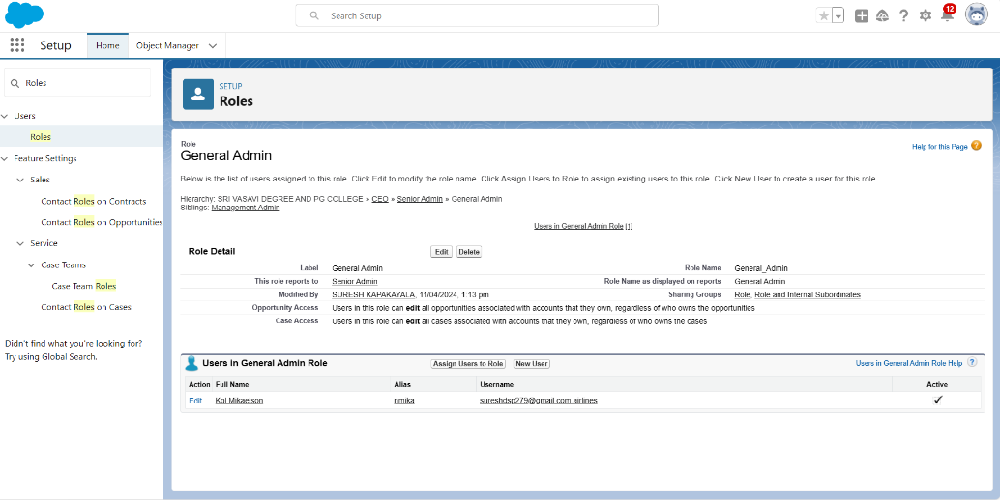 Search Setup
12
Setup
Home
Object Manager
Roles
Users
Roles
Feature Settings
Sales
Contact Roles on Contracts
Contact Roles on Opportunities
Service
Case Teams
Case Team Roles
Contact Roles on Cases
Didn't find what you're looking for?
Try using Global Search.
SETUP
Roles
Role
General Admin
Help for this Page ?
Below is the list of users assigned to this role. Click Edit to modify the role name. Click Assign Users to Role to assign existing users to this role. Click New User to create a user for this role.
Hierarchy: SRI VASAVI DEGREE AND PG COLLEGE » CEO » Senior Admin » General Admin
Siblings: Management Admin
Users in General Admin Role [1]
Role Detail Edit Delete
Label General Admin Role Name General_Admin
This role reports to Senior Admin Role Name as displayed on reports General Admin
Modified By SURESH KAPAKAYALA, 11/04/2024, 1:13 pm Sharing Groups Role, Role and Internal Subordinates
Opportunity Access Users in this role can edit all opportunities associated with accounts that they own, regardless of who owns the opportunities
Case Access Users in this role can edit all cases associated with accounts that they own, regardless of who owns the cases
Users in General Admin Role Assign Users to Role New User Users in General Admin Role Help ?
Action Full Name Alias Username Active
Edit Kol Mikaelson nmika sureshdsp279@gmail.com.airlines ✓